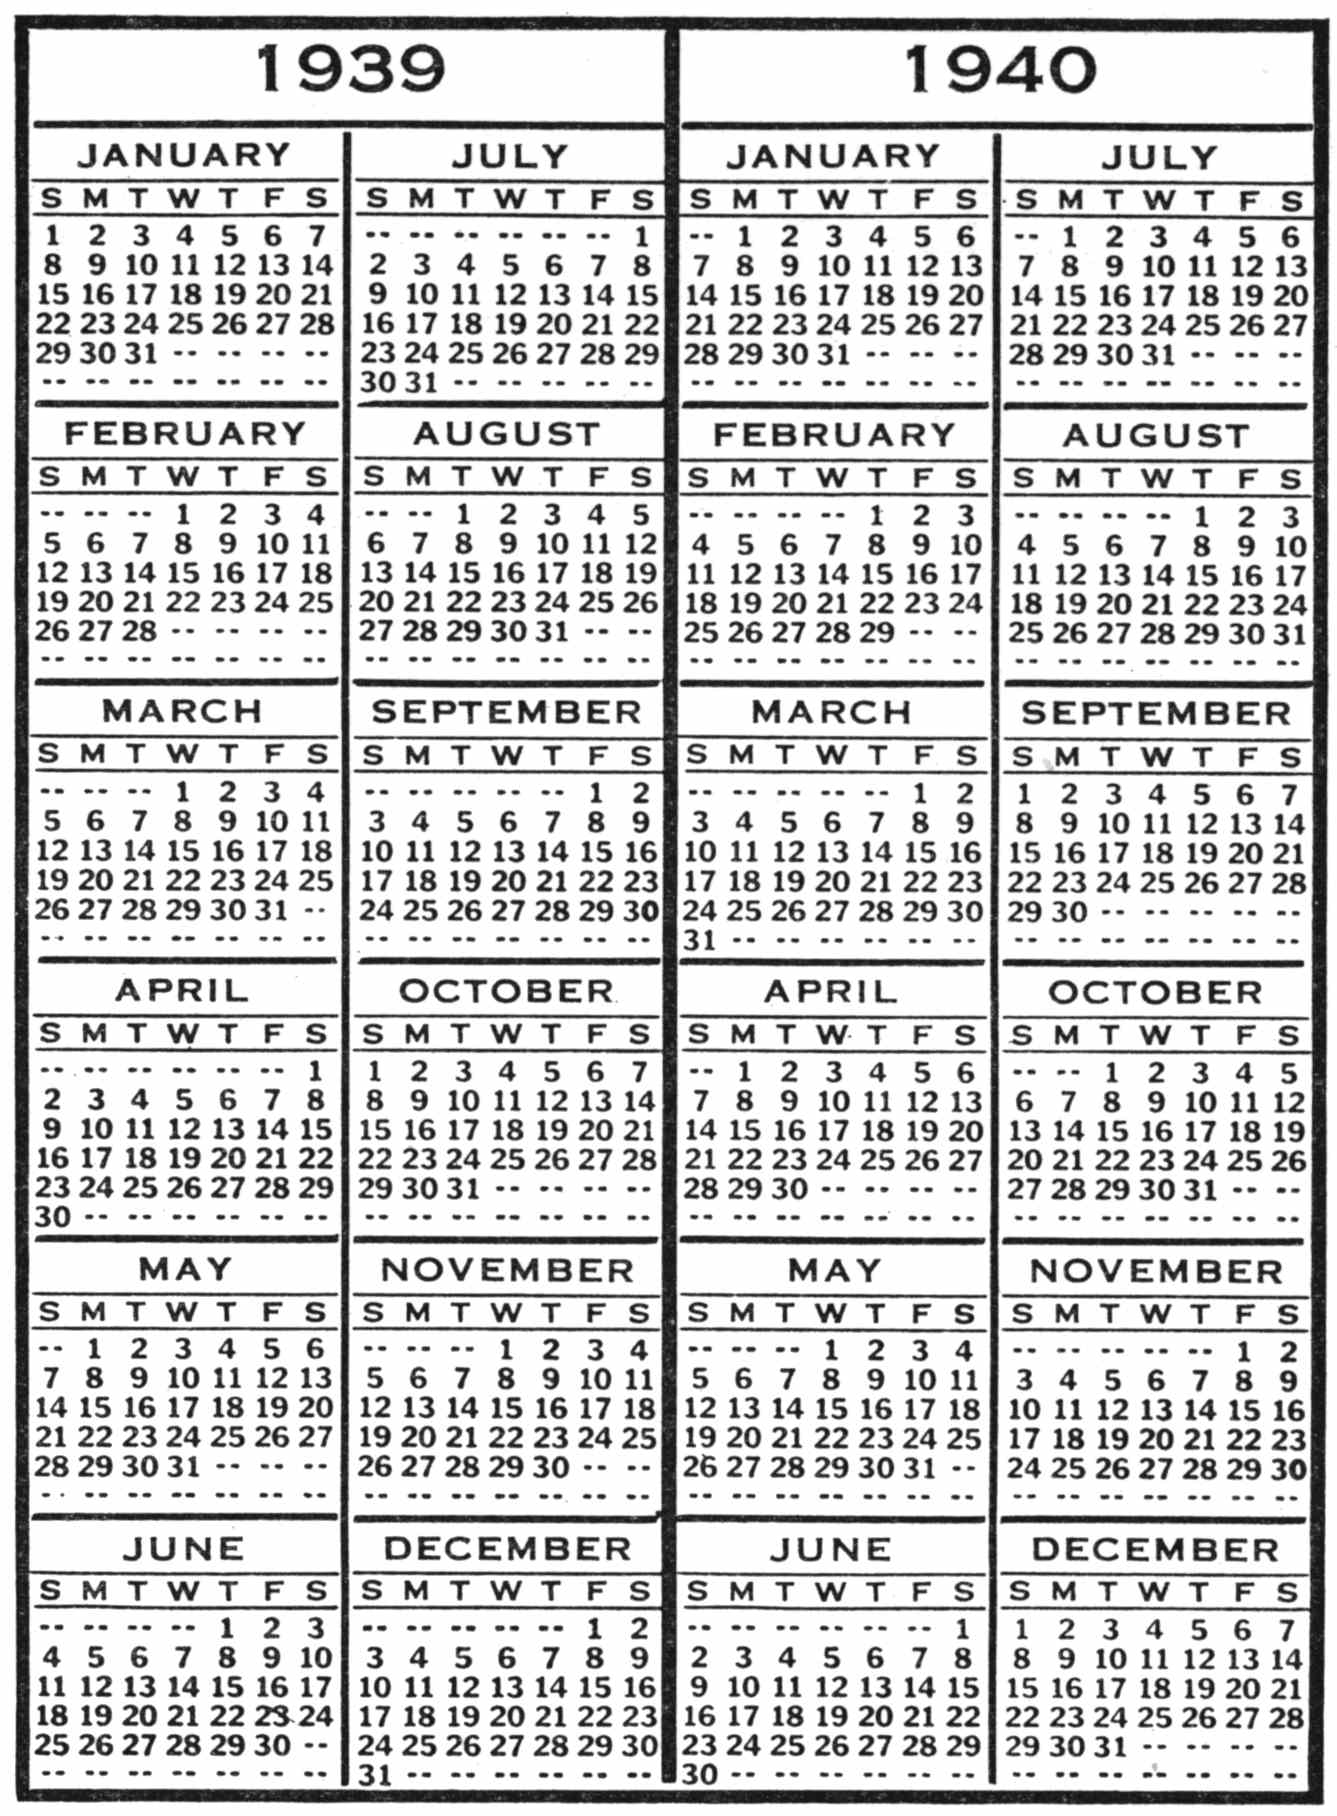 1939
JANUARY
S M T W T F S
1 2 3 4 5 6 7
8 9 10 11 12 13 14
15 16 17 18 19 20 21
22 23 24 25 26 27 28
29 30 31 -- -- -- --
-- -- -- -- -- -- --
FEBRUARY
S M T W T F S
-- -- -- 1 2 3 4
5 6 7 8 9 10 11
12 13 14 15 16 17 18
19 20 21 22 23 24 25
26 27 28 -- -- -- --
-- -- -- -- -- -- --
MARCH
S M T W T F S
-- -- -- 1 2 3 4
5 6 7 8 9 10 11
12 13 14 15 16 17 18
19 20 21 22 23 24 25
26 27 28 29 30 31 --
-- -- -- -- -- -- --
APRIL
S M T W T F S
-- -- -- -- -- -- 1
2 3 4 5 6 7 8
9 10 11 12 13 14 15
16 17 18 19 20 21 22
23 24 25 26 27 28 29
30 -- -- -- -- -- --
MAY
S M T W T F S
-- 1 2 3 4 5 6
7 8 9 10 11 12 13
14 15 16 17 18 19 20
21 22 23 24 25 26 27
28 29 30 31 -- -- --
-- -- -- -- -- -- --
JUNE
S M T W T F S
-- -- -- -- 1 2 3
4 5 6 7 8 9 10
11 12 13 14 15 16 17
18 19 20 21 22 23 24
25 26 27 28 29 30 --
-- -- -- -- -- -- --
JULY
S M T W T F S
-- -- -- -- -- -- 1
2 3 4 5 6 7 8
9 10 11 12 13 14 15
16 17 18 19 20 21 22
23 24 25 26 27 28 29
30 31 -- -- -- -- --
AUGUST
S M T W T F S
-- -- 1 2 3 4 5
6 7 8 9 10 11 12
13 14 15 16 17 18 19
20 21 22 23 24 25 26
27 28 29 30 31 -- --
-- -- -- -- -- -- --
SEPTEMBER
S M T W T F S
-- -- -- -- -- 1 2
3 4 5 6 7 8 9
10 11 12 13 14 15 16
17 18 19 20 21 22 23
24 25 26 27 28 29 30
-- -- -- -- -- -- --
OCTOBER
S M T W T F S
1 2 3 4 5 6 7
8 9 10 11 12 13 14
15 16 17 18 19 20 21
22 23 24 25 26 27 28
29 30 31 -- -- -- --
-- -- -- -- -- -- --
NOVEMBER
S M T W T F S
-- -- -- 1 2 3 4
5 6 7 8 9 10 11
12 13 14 15 16 17 18
19 20 21 22 23 24 25
26 27 28 29 30 -- --
-- -- -- -- -- -- --
DECEMBER
S M T W T F S
-- -- -- -- -- 1 2
3 4 5 6 7 8 9
10 11 12 13 14 15 16
17 18 19 20 21 22 23
24 25 26 27 28 29 30
31 -- -- -- -- -- --
1940
JANUARY
S M T W T F S
-- 1 2 3 4 5 6
7 8 9 10 11 12 13
14 15 16 17 18 19 20
21 22 23 24 25 26 27
28 29 30 31 -- -- --
-- -- -- -- -- -- --
FEBRUARY
S M T W T F S
-- -- -- -- 1 2 3
4 5 6 7 8 9 10
11 12 13 14 15 16 17
18 19 20 21 22 23 24
25 26 27 28 29 -- --
-- -- -- -- -- -- --
MARCH
S M T W T F S
-- -- -- -- -- 1 2
3 4 5 6 7 8 9
10 11 12 13 14 15 16
17 18 19 20 21 22 23
24 25 26 27 28 29 30
31 -- -- -- -- -- --
APRIL
S M T W T F S
-- 1 2 3 4 5 6
7 8 9 10 11 12 13
14 15 16 17 18 19 20
21 22 23 24 25 26 27
28 29 30 -- -- -- --
-- -- -- -- -- -- --
MAY
S M T W T F S
-- -- -- 1 2 3 4
5 6 7 8 9 10 11
12 13 14 15 16 17 18
19 20 21 22 23 24 25
26 27 28 29 30 31 --
-- -- -- -- -- -- --
JUNE
S M T W T F S
-- -- -- -- -- -- 1
2 3 4 5 6 7 8
9 10 11 12 13 14 15
16 17 18 19 20 21 22
23 24 25 26 27 28 29
30 -- -- -- -- -- --
JULY
S M T W T F S
-- 1 2 3 4 5 6
7 8 9 10 11 12 13
14 15 16 17 18 19 20
21 22 23 24 25 26 27
28 29 30 31 -- -- --
-- -- -- -- -- -- --
AUGUST
S M T W T F S
-- -- -- -- 1 2 3
4 5 6 7 8 9 10
11 12 13 14 15 16 17
18 19 20 21 22 23 24
25 26 27 28 29 30 31
-- -- -- -- -- -- --
SEPTEMBER
S M T W T F S
1 2 3 4 5 6 7
8 9 10 11 12 13 14
15 16 17 18 19 20 21
22 23 24 25 26 27 28
29 30 -- -- -- -- --
-- -- -- -- -- -- --
OCTOBER
S M T W T F S
-- -- 1 2 3 4 5
6 7 8 9 10 11 12
13 14 15 16 17 18 19
20 21 22 23 24 25 26
27 28 29 30 31 -- --
-- -- -- -- -- -- --
NOVEMBER
S M T W T F S
-- -- -- -- -- 1 2
3 4 5 6 7 8 9
10 11 12 13 14 15 16
17 18 19 20 21 22 23
24 25 26 27 28 29 30
-- -- -- -- -- -- --
DECEMBER
S M T W T F S
1 2 3 4 5 6 7
8 9 10 11 12 13 14
15 16 17 18 19 20 21
22 23 24 25 26 27 28
29 30 31 -- -- -- --
-- -- -- -- -- -- --